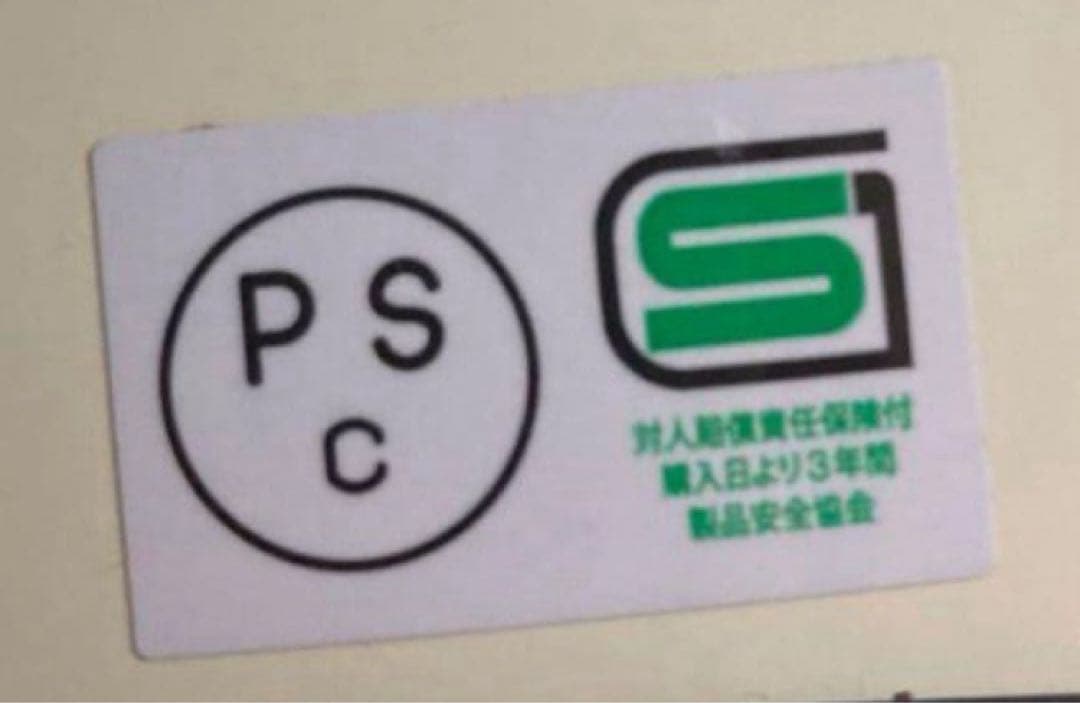 PS
C
SG
対人賠償責任保険付
購入日より3年間
製品安全協会